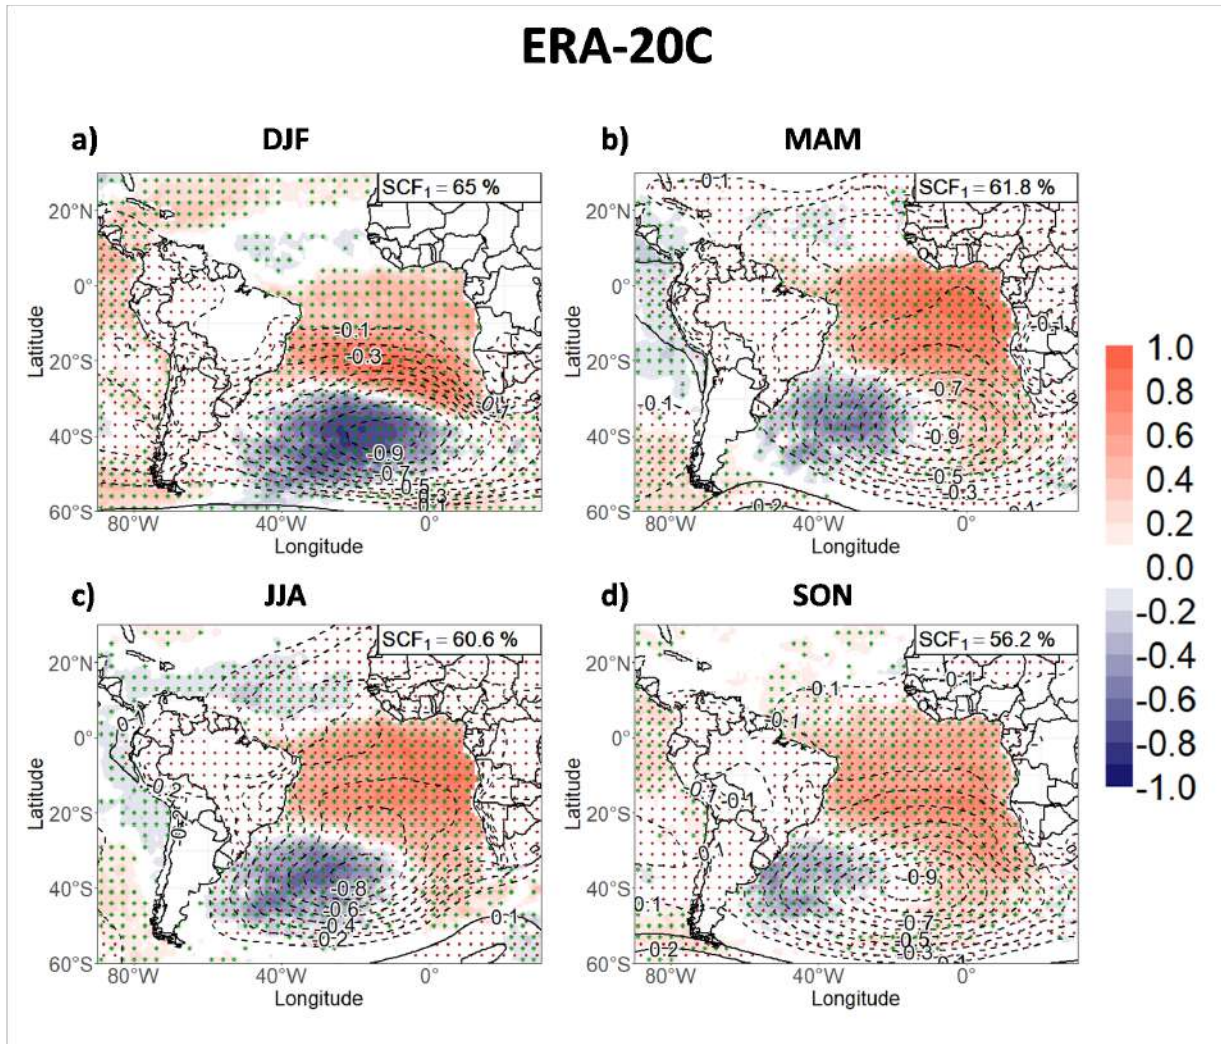 ERA-20C
a) DJF
SCF1 = 65 %
20°N
0°
20°S
40°S
60°S
Latitude
-0.1
-0.3
-0.9
-0.7
-0.5
-0.3
80°W 40°W 0°
Longitude
b) MAM
SCF1 = 61.8 %
20°N
0°
20°S
40°S
60°S
Latitude
-0.1
-0.1
-0.7
-0.9
-0.5
-0.3
80°W 40°W 0°
Longitude
1.0
0.8
0.6
0.4
0.2
0.0
-0.2
-0.4
-0.6
-0.8
-1.0
c) JJA
SCF1 = 60.6 %
20°N
0°
20°S
40°S
60°S
Latitude
-0.8
-0.6
-0.4
-0.2
0.1
80°W 40°W 0°
Longitude
d) SON
SCF1 = 56.2 %
20°N
0°
20°S
40°S
60°S
Latitude
-0.1
-0.1
-0.1
-0.1
0
-0.9
-0.7
-0.5
-0.3
0.1
0.2
80°W 40°W 0°
Longitude